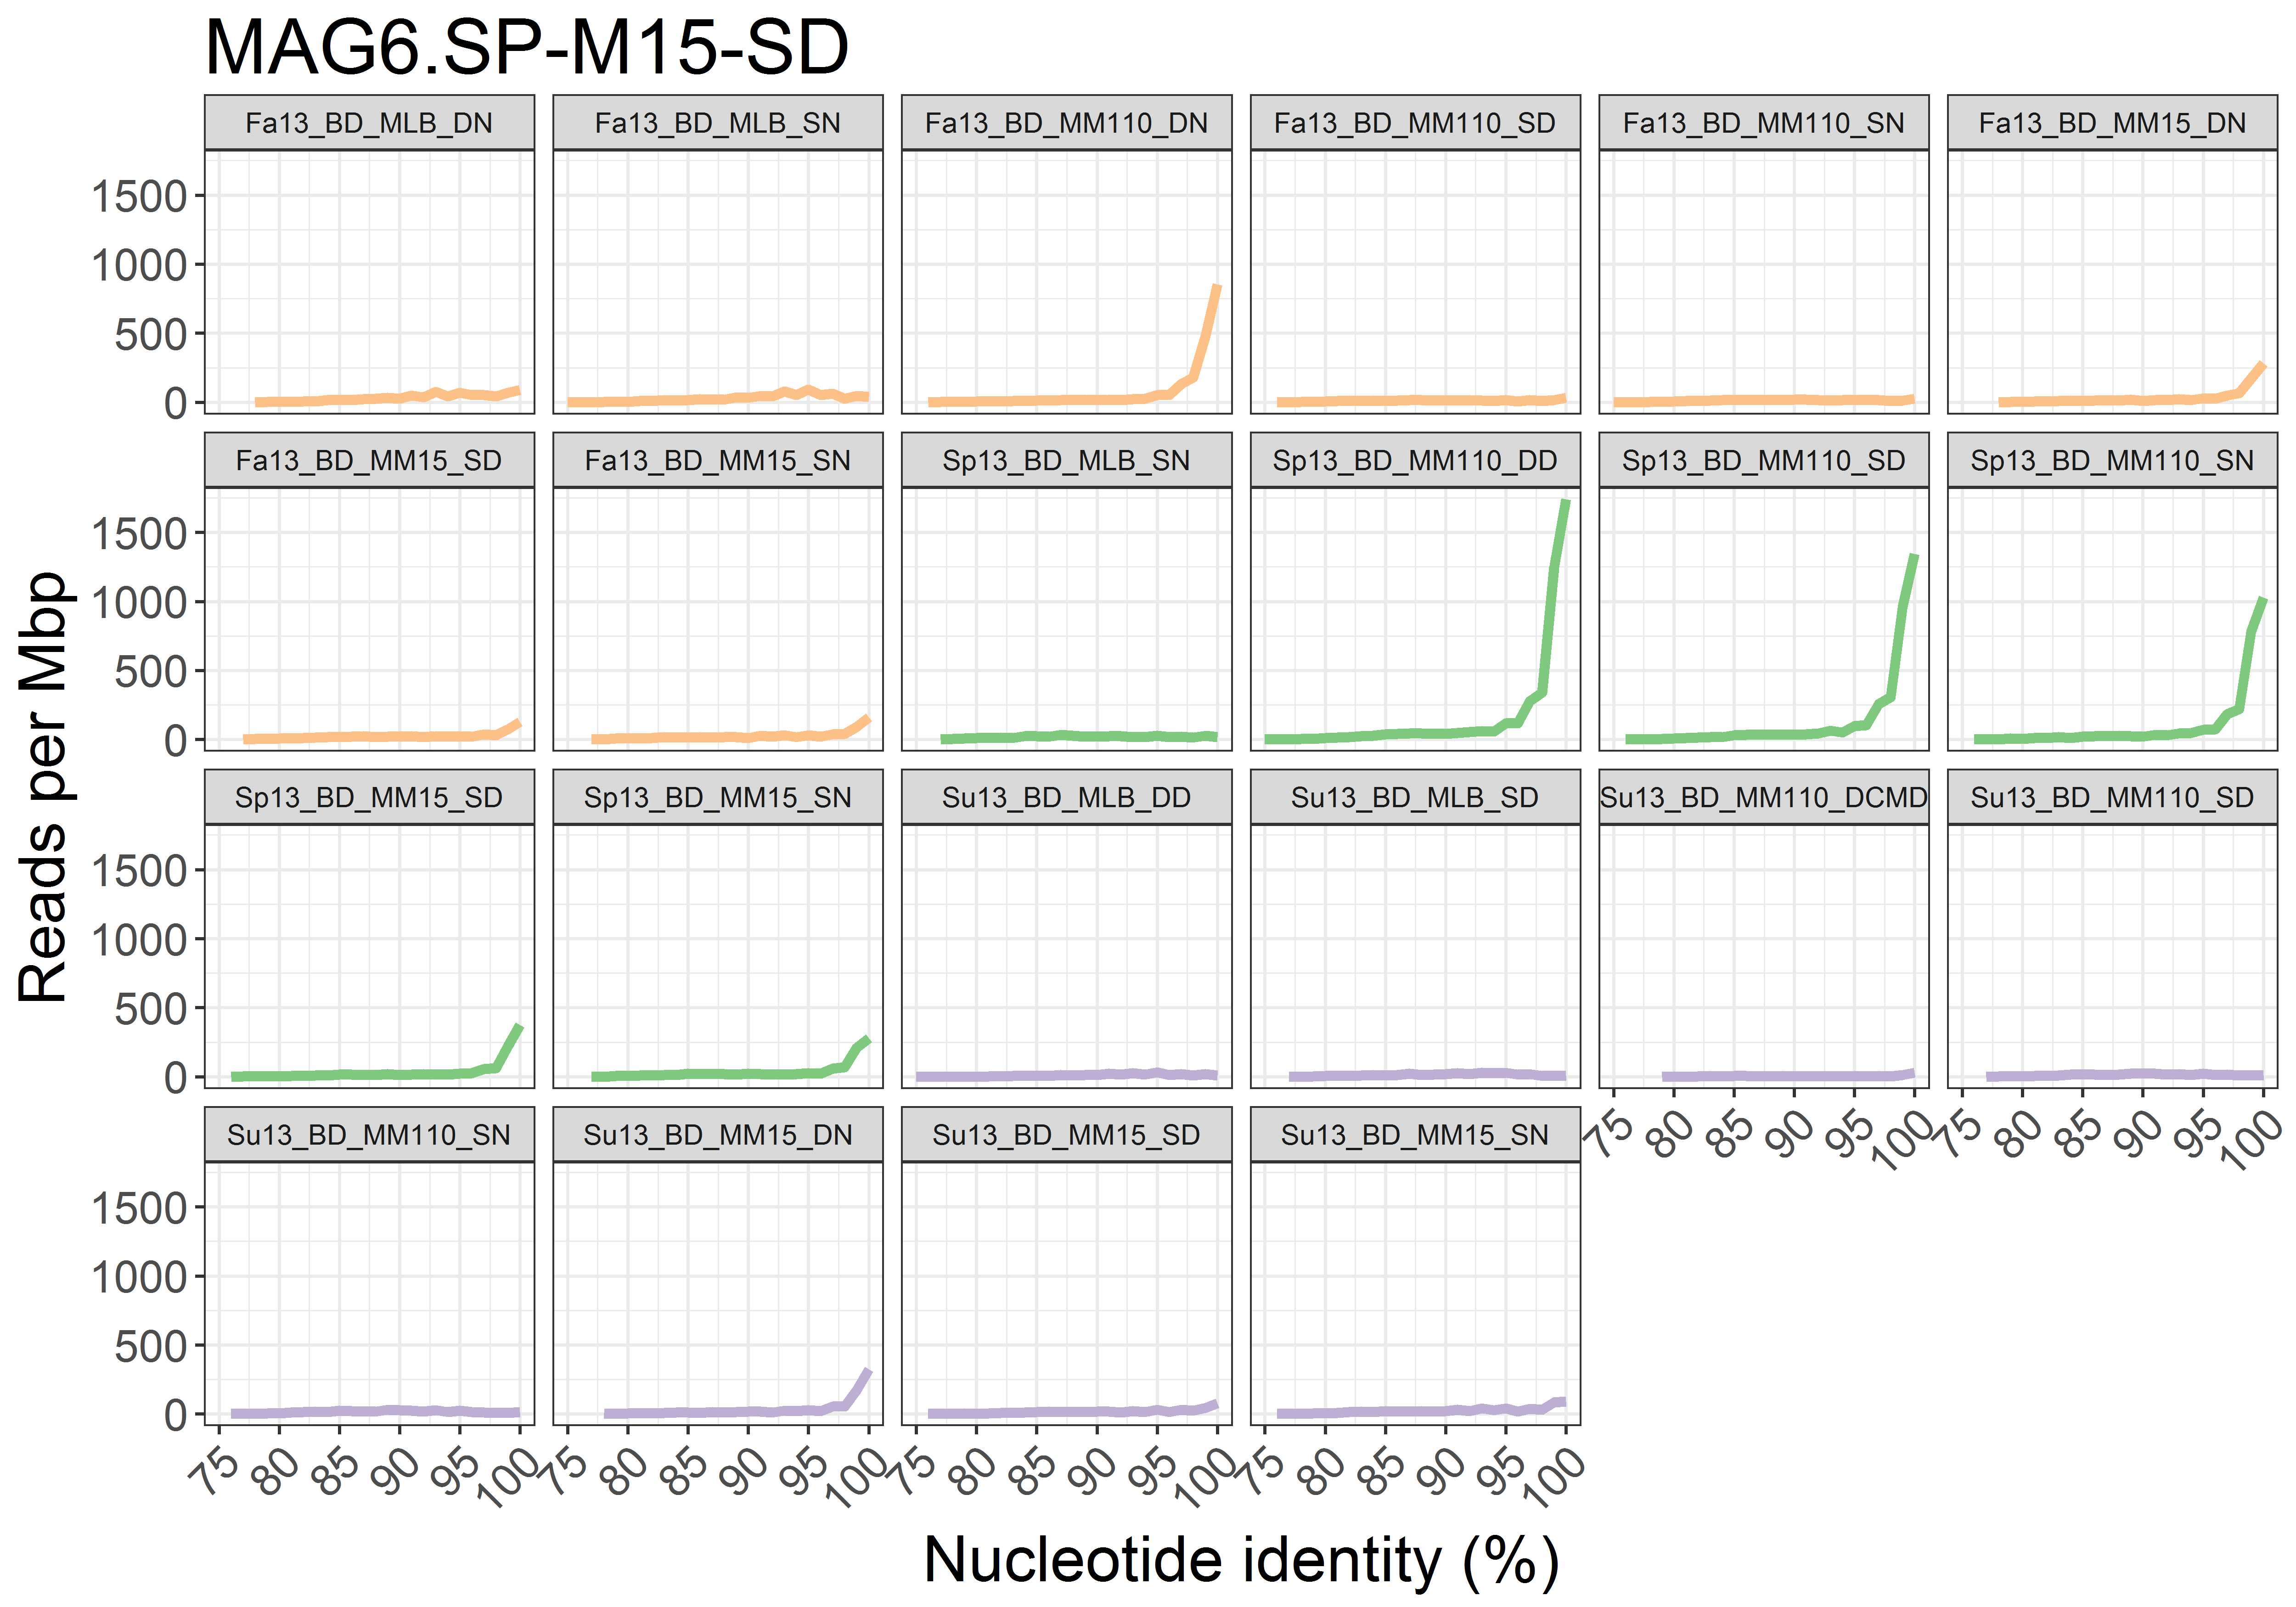 MAG6.SP-M15-SD
Fa13_BD_MLB_DN
Fa13_BD_MLB_SN
Fa13_BD_MM110_DN
Fa13_BD_MM110_SD
Fa13_BD_MM110_SN
Fa13_BD_MM15_DN
1500
1000
500
0
Fa13_BD_MM15_SD
Fa13_BD_MM15_SN
Sp13_BD_MLB_SN
Sp13_BD_MM110_DD
Sp13_BD_MM110_SD
Sp13_BD_MM110_SN
1500
1000
500
0
Reads per Mbp
Sp13_BD_MM15_SD
Sp13_BD_MM15_SN
Su13_BD_MLB_DD
Su13_BD_MLB_SD
Su13_BD_MM110_DCMD
Su13_BD_MM110_SD
1500
1000
500
0
75 80 85 90 95 100
75 80 85 90 95 100
Su13_BD_MM110_SN
Su13_BD_MM15_DN
Su13_BD_MM15_SD
Su13_BD_MM15_SN
1500
1000
500
0
75 80 85 90 95 100
75 80 85 90 95 100
75 80 85 90 95 100
75 80 85 90 95 100
Nucleotide identity (%)